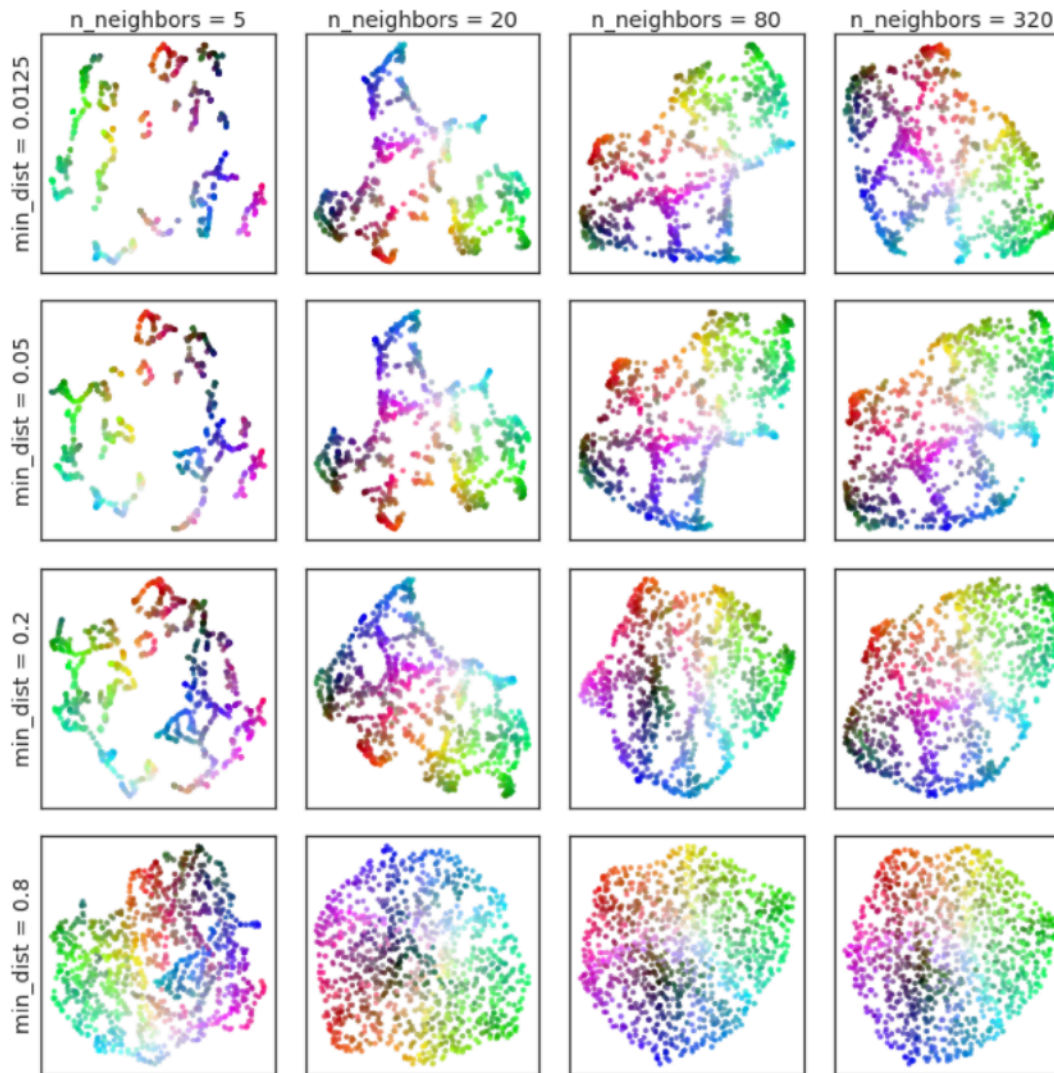 n_neighbors = 5
n_neighbors = 20
n_neighbors = 80
n_neighbors = 320
min_dist = 0.0125
min_dist = 0.05
min_dist = 0.2
min_dist = 0.8